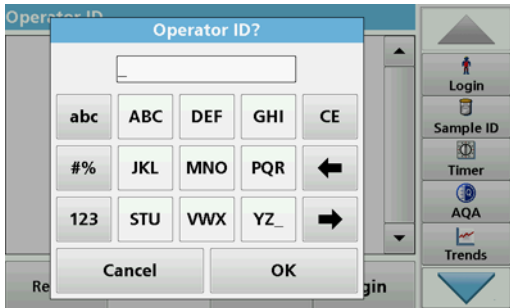 Operator ID
Operator ID?
_
abc ABC DEF GHI CE
#% JKL MNO PQR
123 STU VWX YZ_
Cancel OK
Login
Sample ID
Timer
AQA
Trends